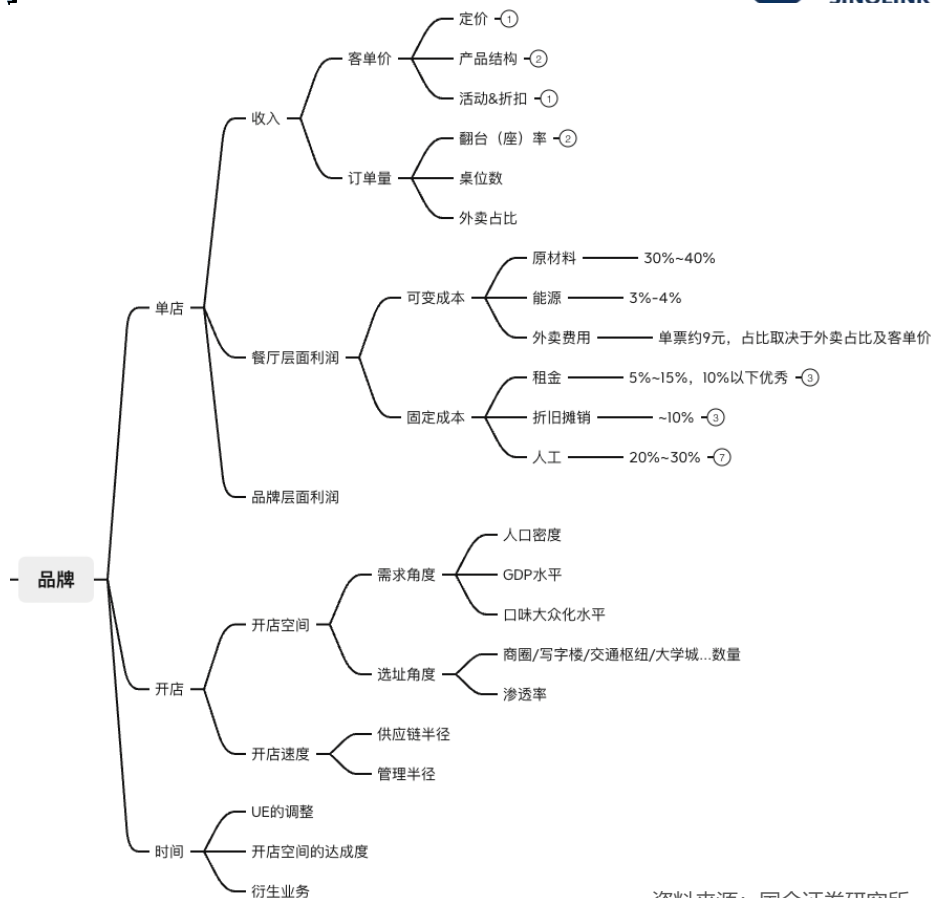 定价 ①
客单价 产品结构 ②
活动&折扣 ①
收入
翻台（座）率 ②
订单量 桌位数
外卖占比
原材料 30%~40%
可变成本 能源 3%-4%
单店
外卖费用 单票约9元，占比取决于外卖占比及客单价
餐厅层面利润
租金 5%~15%，10%以下优秀 ③
固定成本 折旧摊销 ~10% ③
人工 20%~30% ⑦
品牌层面利润
人口密度
品牌 需求角度 GDP水平
口味大众化水平
开店空间
商圈/写字楼/交通枢纽/大学城...数量
选址角度
开店 渗透率
供应链半径
开店速度
管理半径
UE的调整
时间 开店空间的达成度
衍生业务